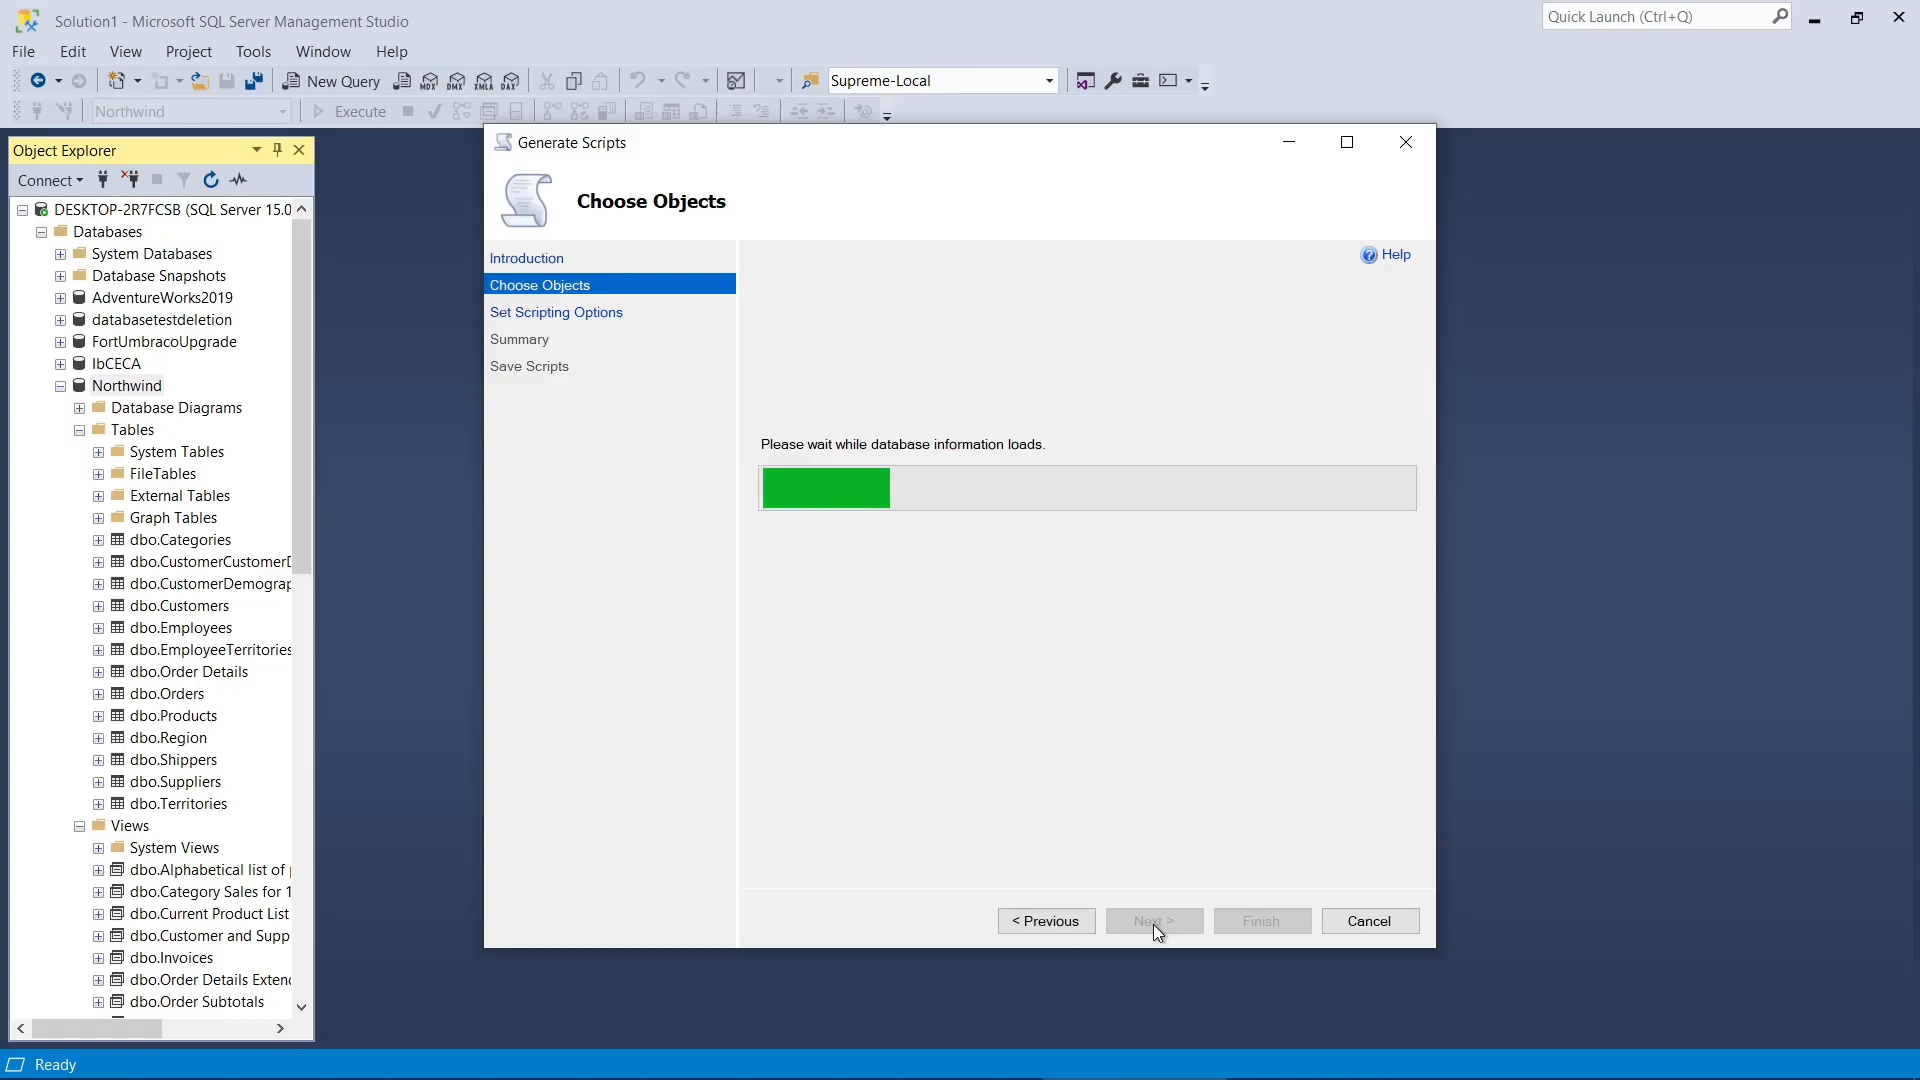 Solution1 - Microsoft SQL Server Management Studio
Quick Launch (Ctrl+Q)
File Edit View Project Tools Window Help
New Query MDX DMX XMLA DAX Supreme-Local
Northwind Execute
Object Explorer
Connect
DESKTOP-2R7FCSB (SQL Server 15.0
Databases
System Databases
Database Snapshots
AdventureWorks2019
databasetestdeletion
FortUmbracoUpgrade
IbCECA
Northwind
Database Diagrams
Tables
System Tables
FileTables
External Tables
Graph Tables
dbo.Categories
dbo.CustomerCustomerD
dbo.CustomerDemograp
dbo.Customers
dbo.Employees
dbo.EmployeeTerritories
dbo.Order Details
dbo.Orders
dbo.Products
dbo.Region
dbo.Shippers
dbo.Suppliers
dbo.Territories
Views
System Views
dbo.Alphabetical list of
dbo.Category Sales for 1
dbo.Current Product List
dbo.Customer and Supp
dbo.Invoices
dbo.Order Details Exten
dbo.Order Subtotals
Generate Scripts
Choose Objects
Introduction
Choose Objects
Set Scripting Options
Summary
Save Scripts
Help
Please wait while database information loads.
< Previous Next > Finish Cancel
Ready